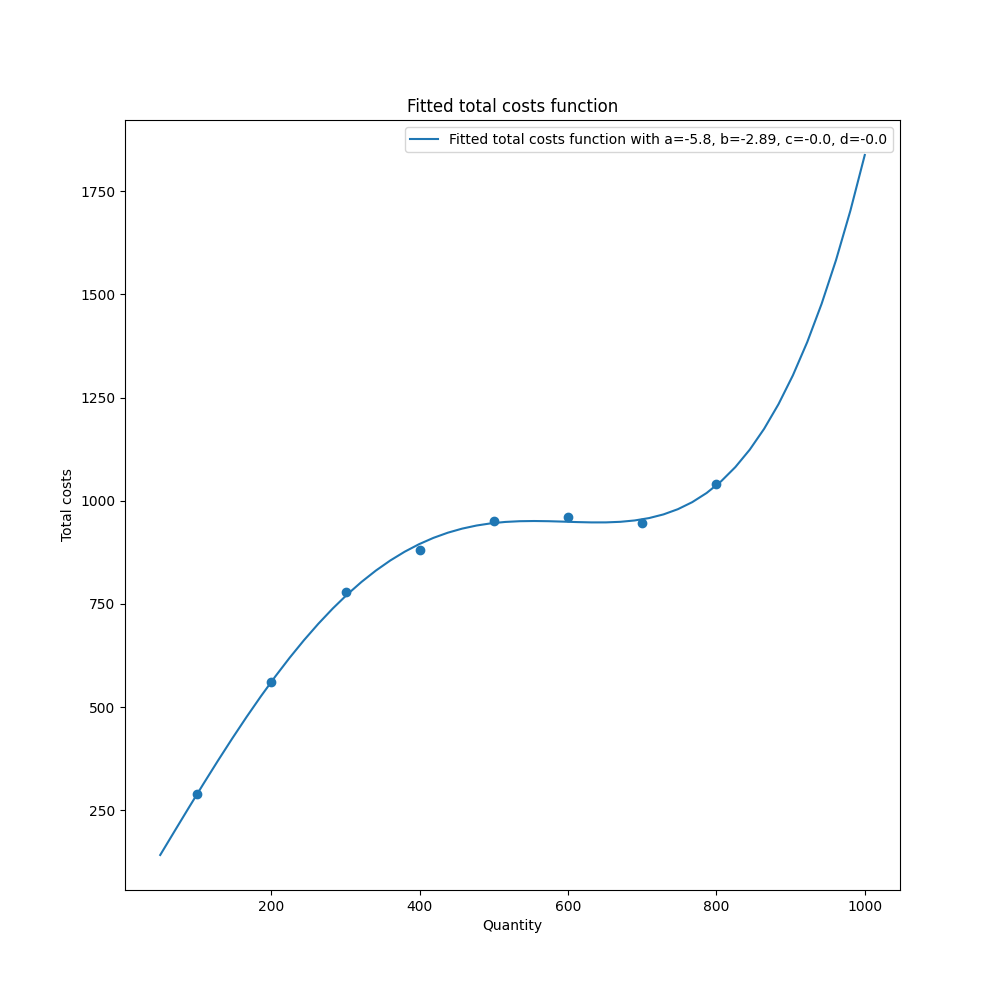 Fitted total costs function
Fitted total costs function with a=-5.8, b=-2.89, c=-0.0, d=-0.0
1750
1500
1250
1000
750
500
250
Total costs
200 400 600 800 1000
Quantity